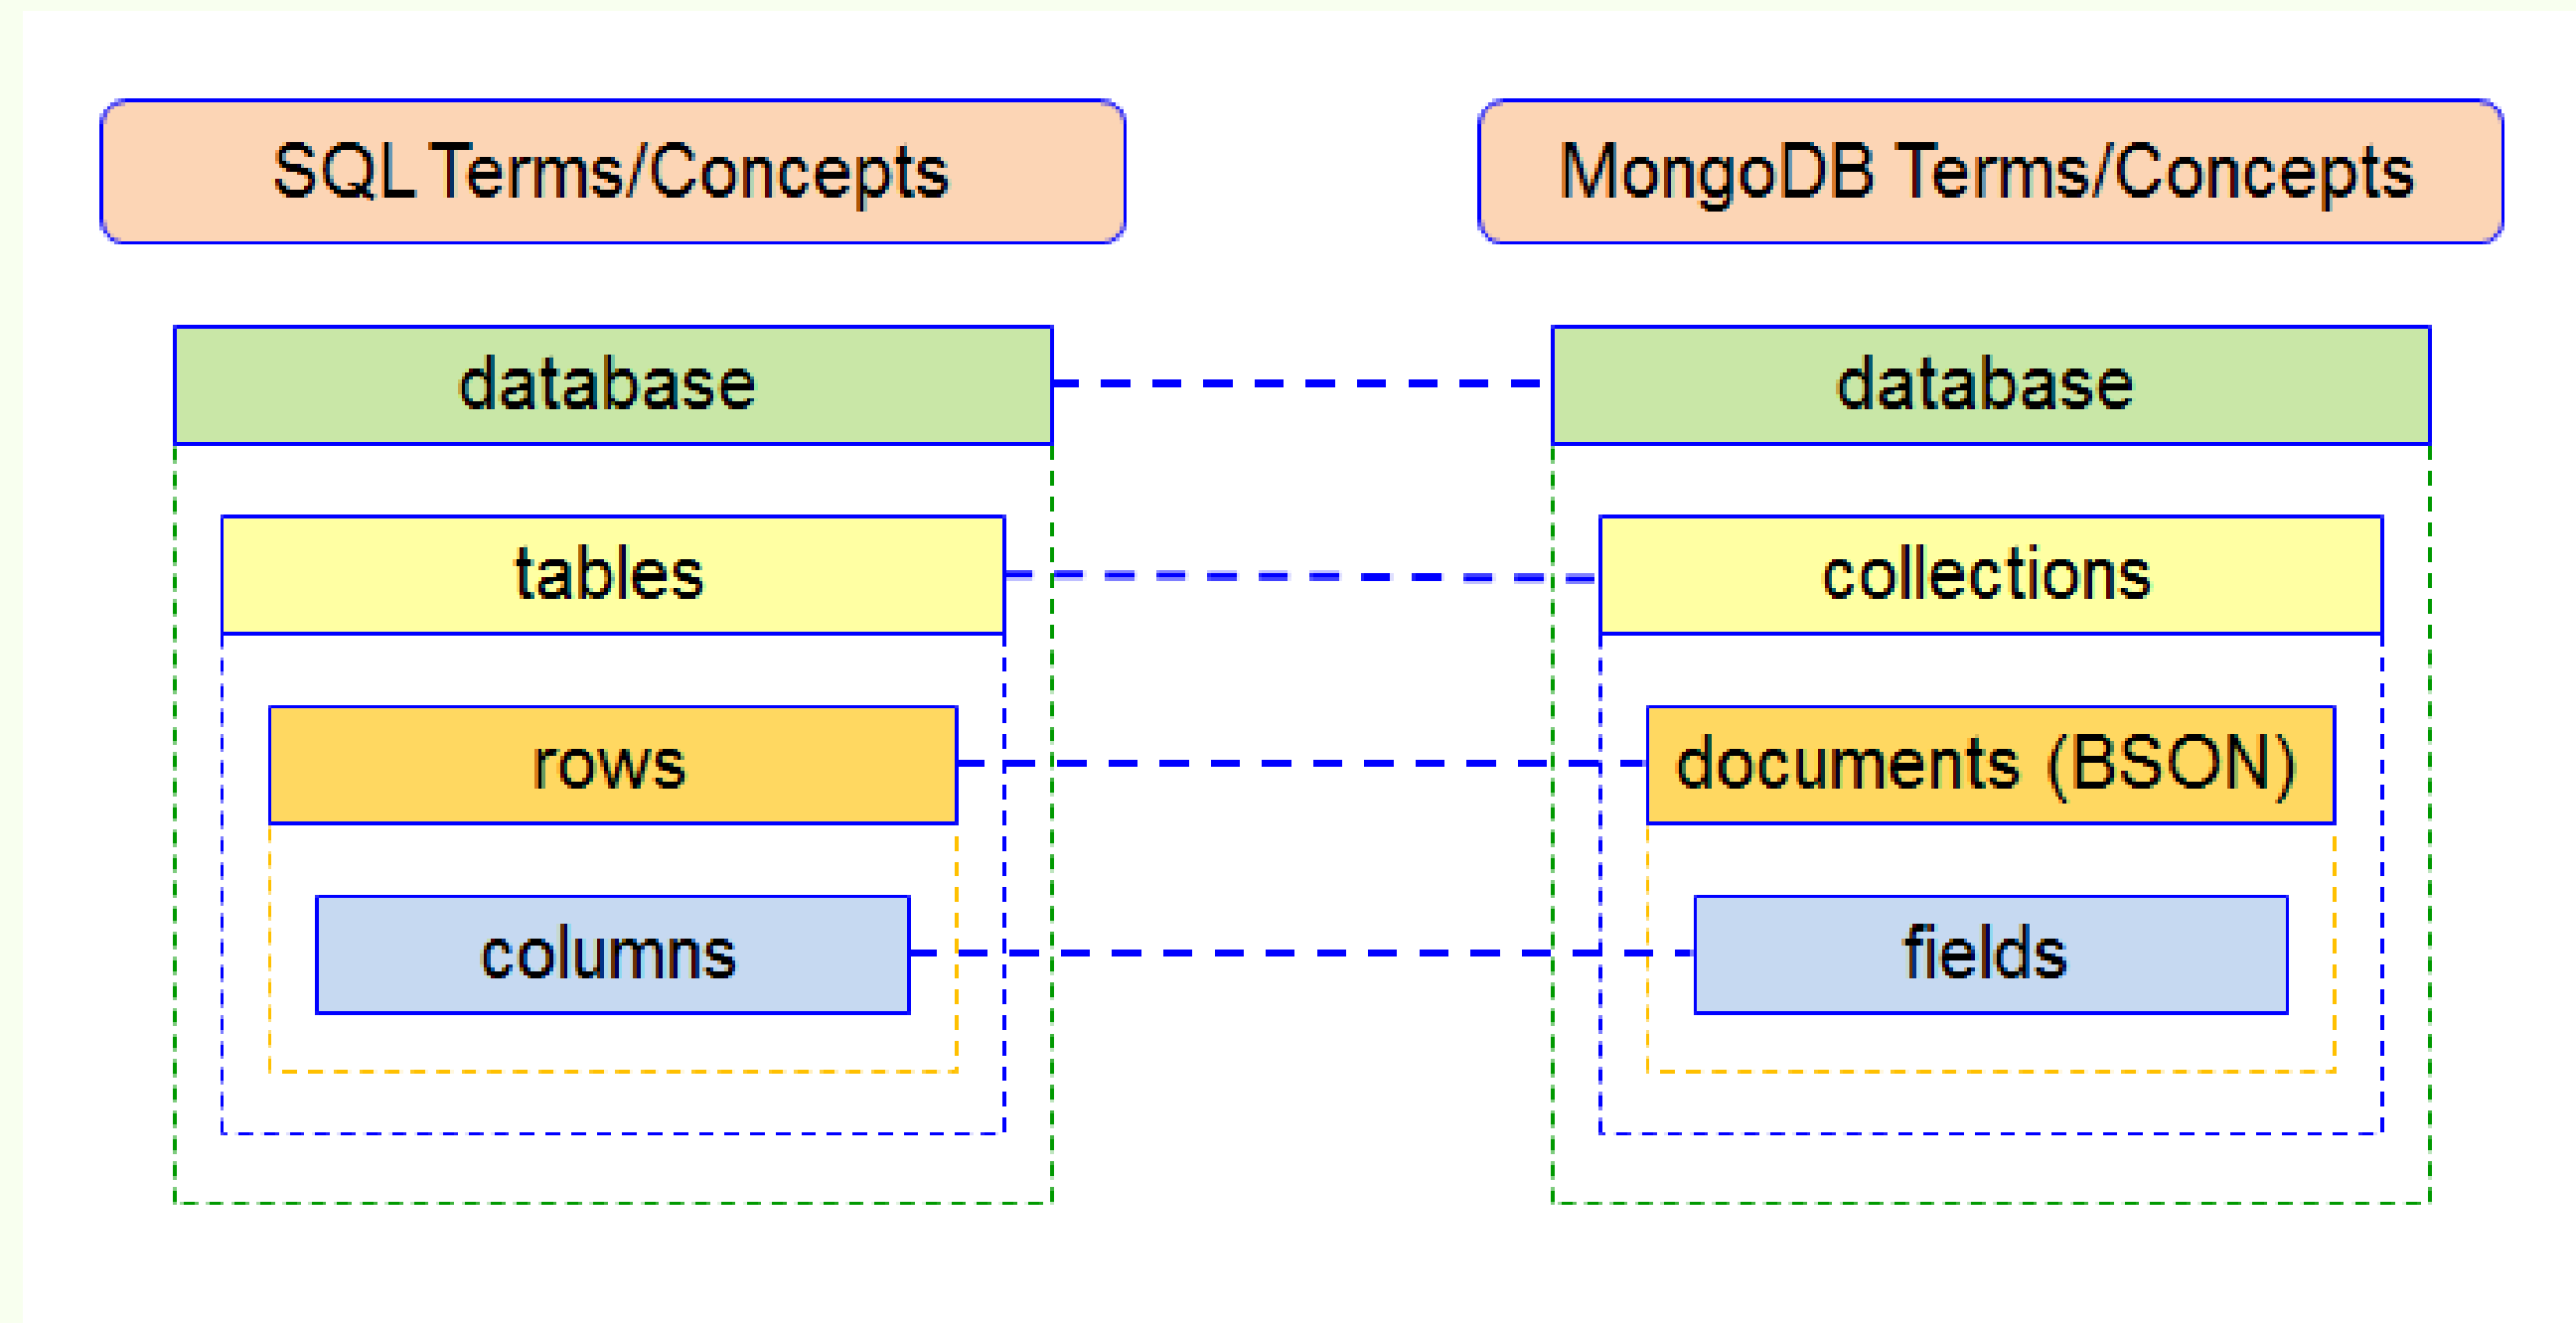 SQL Terms/Concepts
MongoDB Terms/Concepts
database
database
tables
collections
rows
documents (BSON)
columns
fields